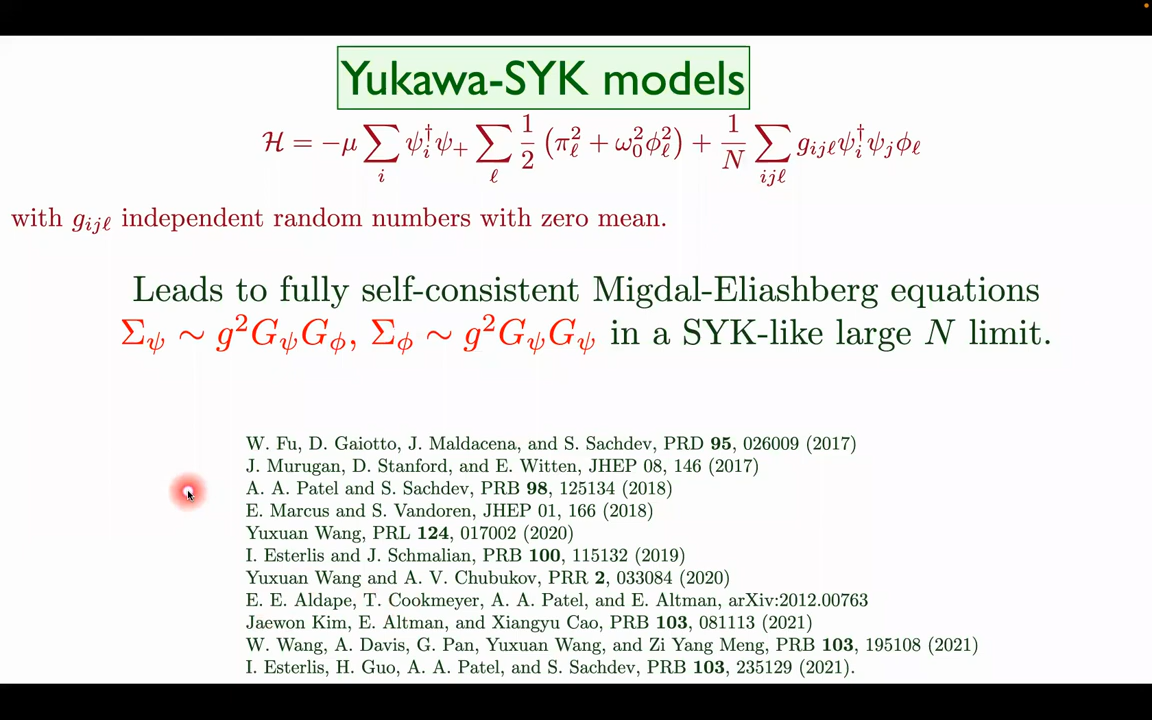 Yukawa-SYK models
ℋ = −μ ∑_i ψ_i^† ψ_+ ∑_ℓ 1/2 (π_ℓ^2 + ω_0^2 ϕ_ℓ^2) + 1/N ∑_{ijℓ} g_{ijℓ} ψ_i^† ψ_j ϕ_ℓ
with g_{ijℓ} independent random numbers with zero mean.
Leads to fully self-consistent Migdal-Eliashberg equations
Σ_ψ ∼ g^2 G_ψ G_ϕ, Σ_ϕ ∼ g^2 G_ψ G_ψ in a SYK-like large N limit.
W. Fu, D. Gaiotto, J. Maldacena, and S. Sachdev, PRD 95, 026009 (2017)
J. Murugan, D. Stanford, and E. Witten, JHEP 08, 146 (2017)
A. A. Patel and S. Sachdev, PRB 98, 125134 (2018)
E. Marcus and S. Vandoren, JHEP 01, 166 (2018)
Yuxuan Wang, PRL 124, 017002 (2020)
I. Esterlis and J. Schmalian, PRB 100, 115132 (2019)
Yuxuan Wang and A. V. Chubukov, PRR 2, 033084 (2020)
E. E. Aldape, T. Cookmeyer, A. A. Patel, and E. Altman, arXiv:2012.00763
Jaewon Kim, E. Altman, and Xiangyu Cao, PRB 103, 081113 (2021)
W. Wang, A. Davis, G. Pan, Yuxuan Wang, and Zi Yang Meng, PRB 103, 195108 (2021)
I. Esterlis, H. Guo, A. A. Patel, and S. Sachdev, PRB 103, 235129 (2021).